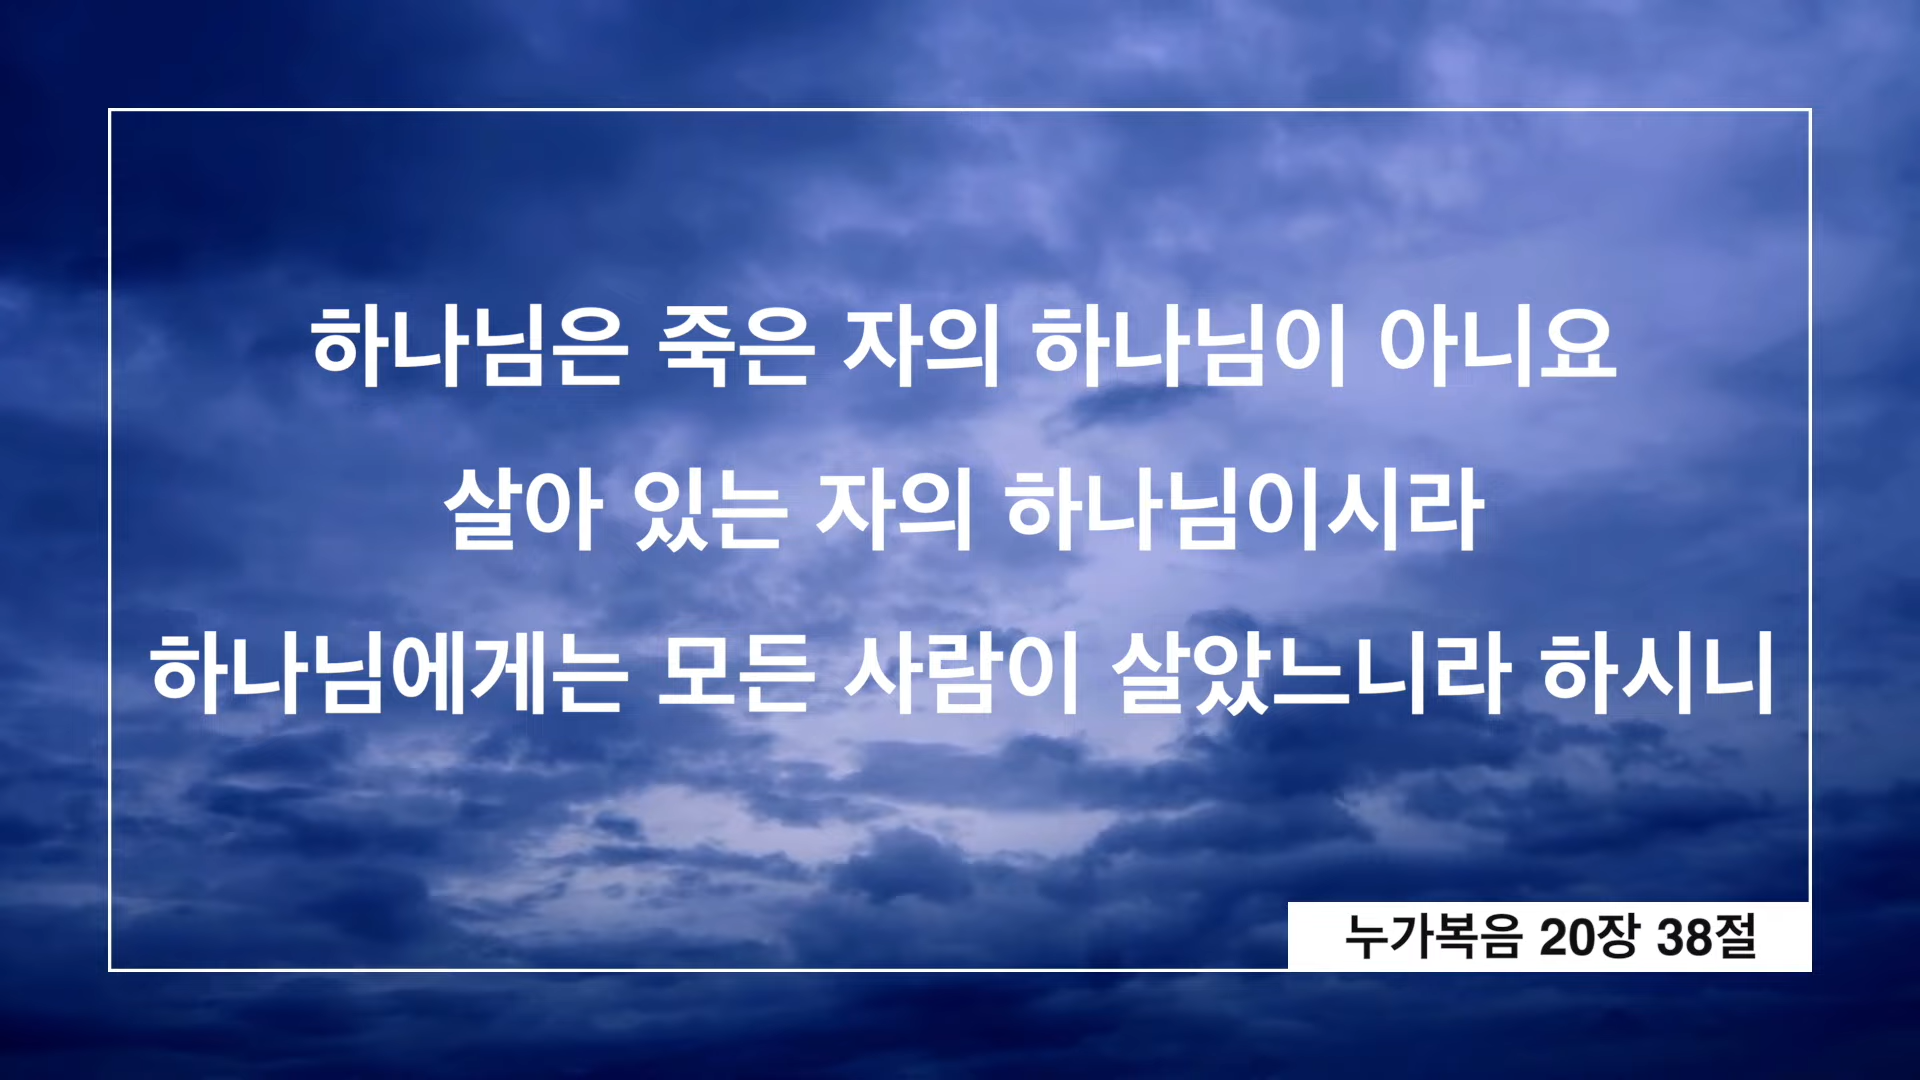 하나님은 죽은 자의 하나님이 아니요
살아 있는 자의 하나님이시라
하나님에게는 모든 사람이 살았느니라 하시니
누가복음 20장 38절